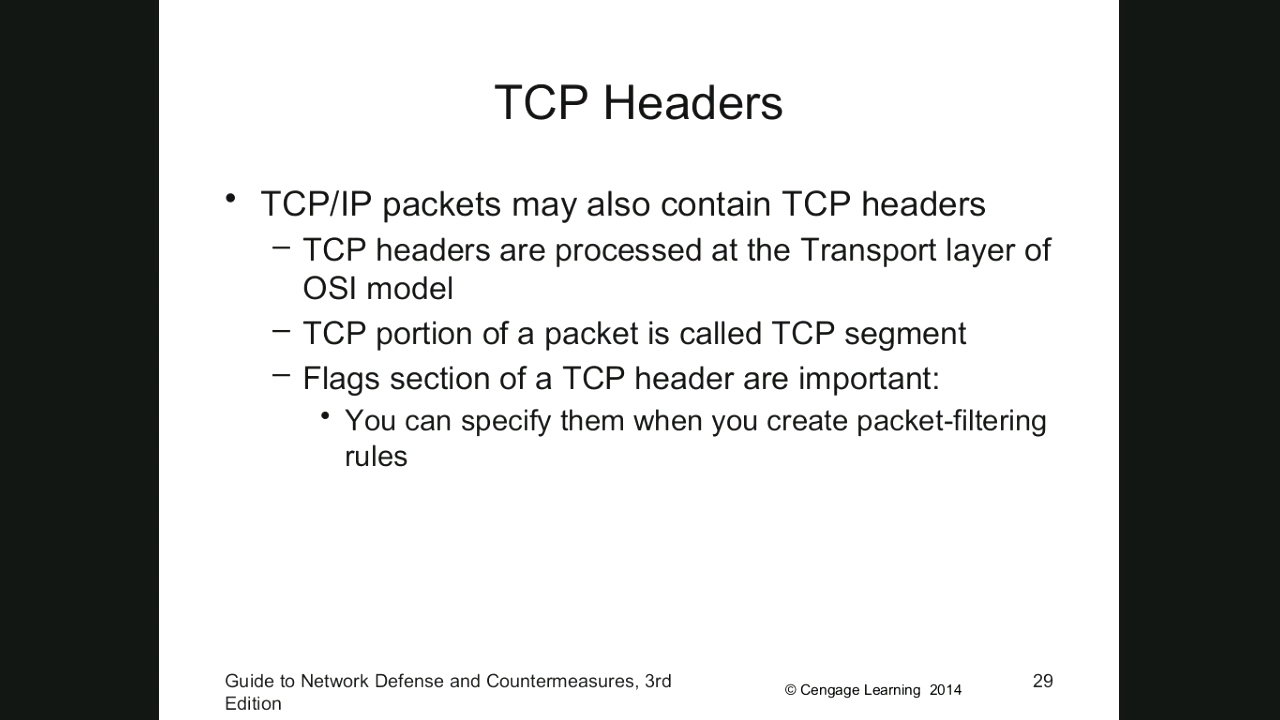 TCP Headers
• TCP/IP packets may also contain TCP headers
– TCP headers are processed at the Transport layer of
OSI model
– TCP portion of a packet is called TCP segment
– Flags section of a TCP header are important:
• You can specify them when you create packet-filtering
rules
Guide to Network Defense and Countermeasures, 3rd
Edition
© Cengage Learning 2014
29